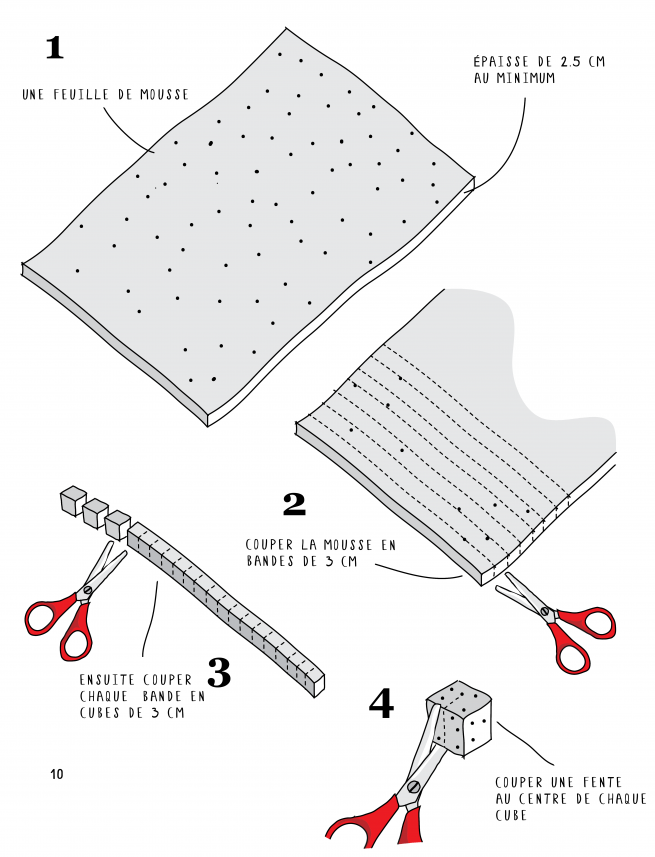 1
UNE FEUILLE DE MOUSSE
ÉPAISSE DE 2.5 CM
AU MINIMUM
2
COUPER LA MOUSSE EN
BANDES DE 3 CM
3
ENSUITE COUPER
CHAQUE BANDE EN
CUBES DE 3 CM
4
COUPER UNE FENTE
AU CENTRE DE CHAQUE
CUBE
10